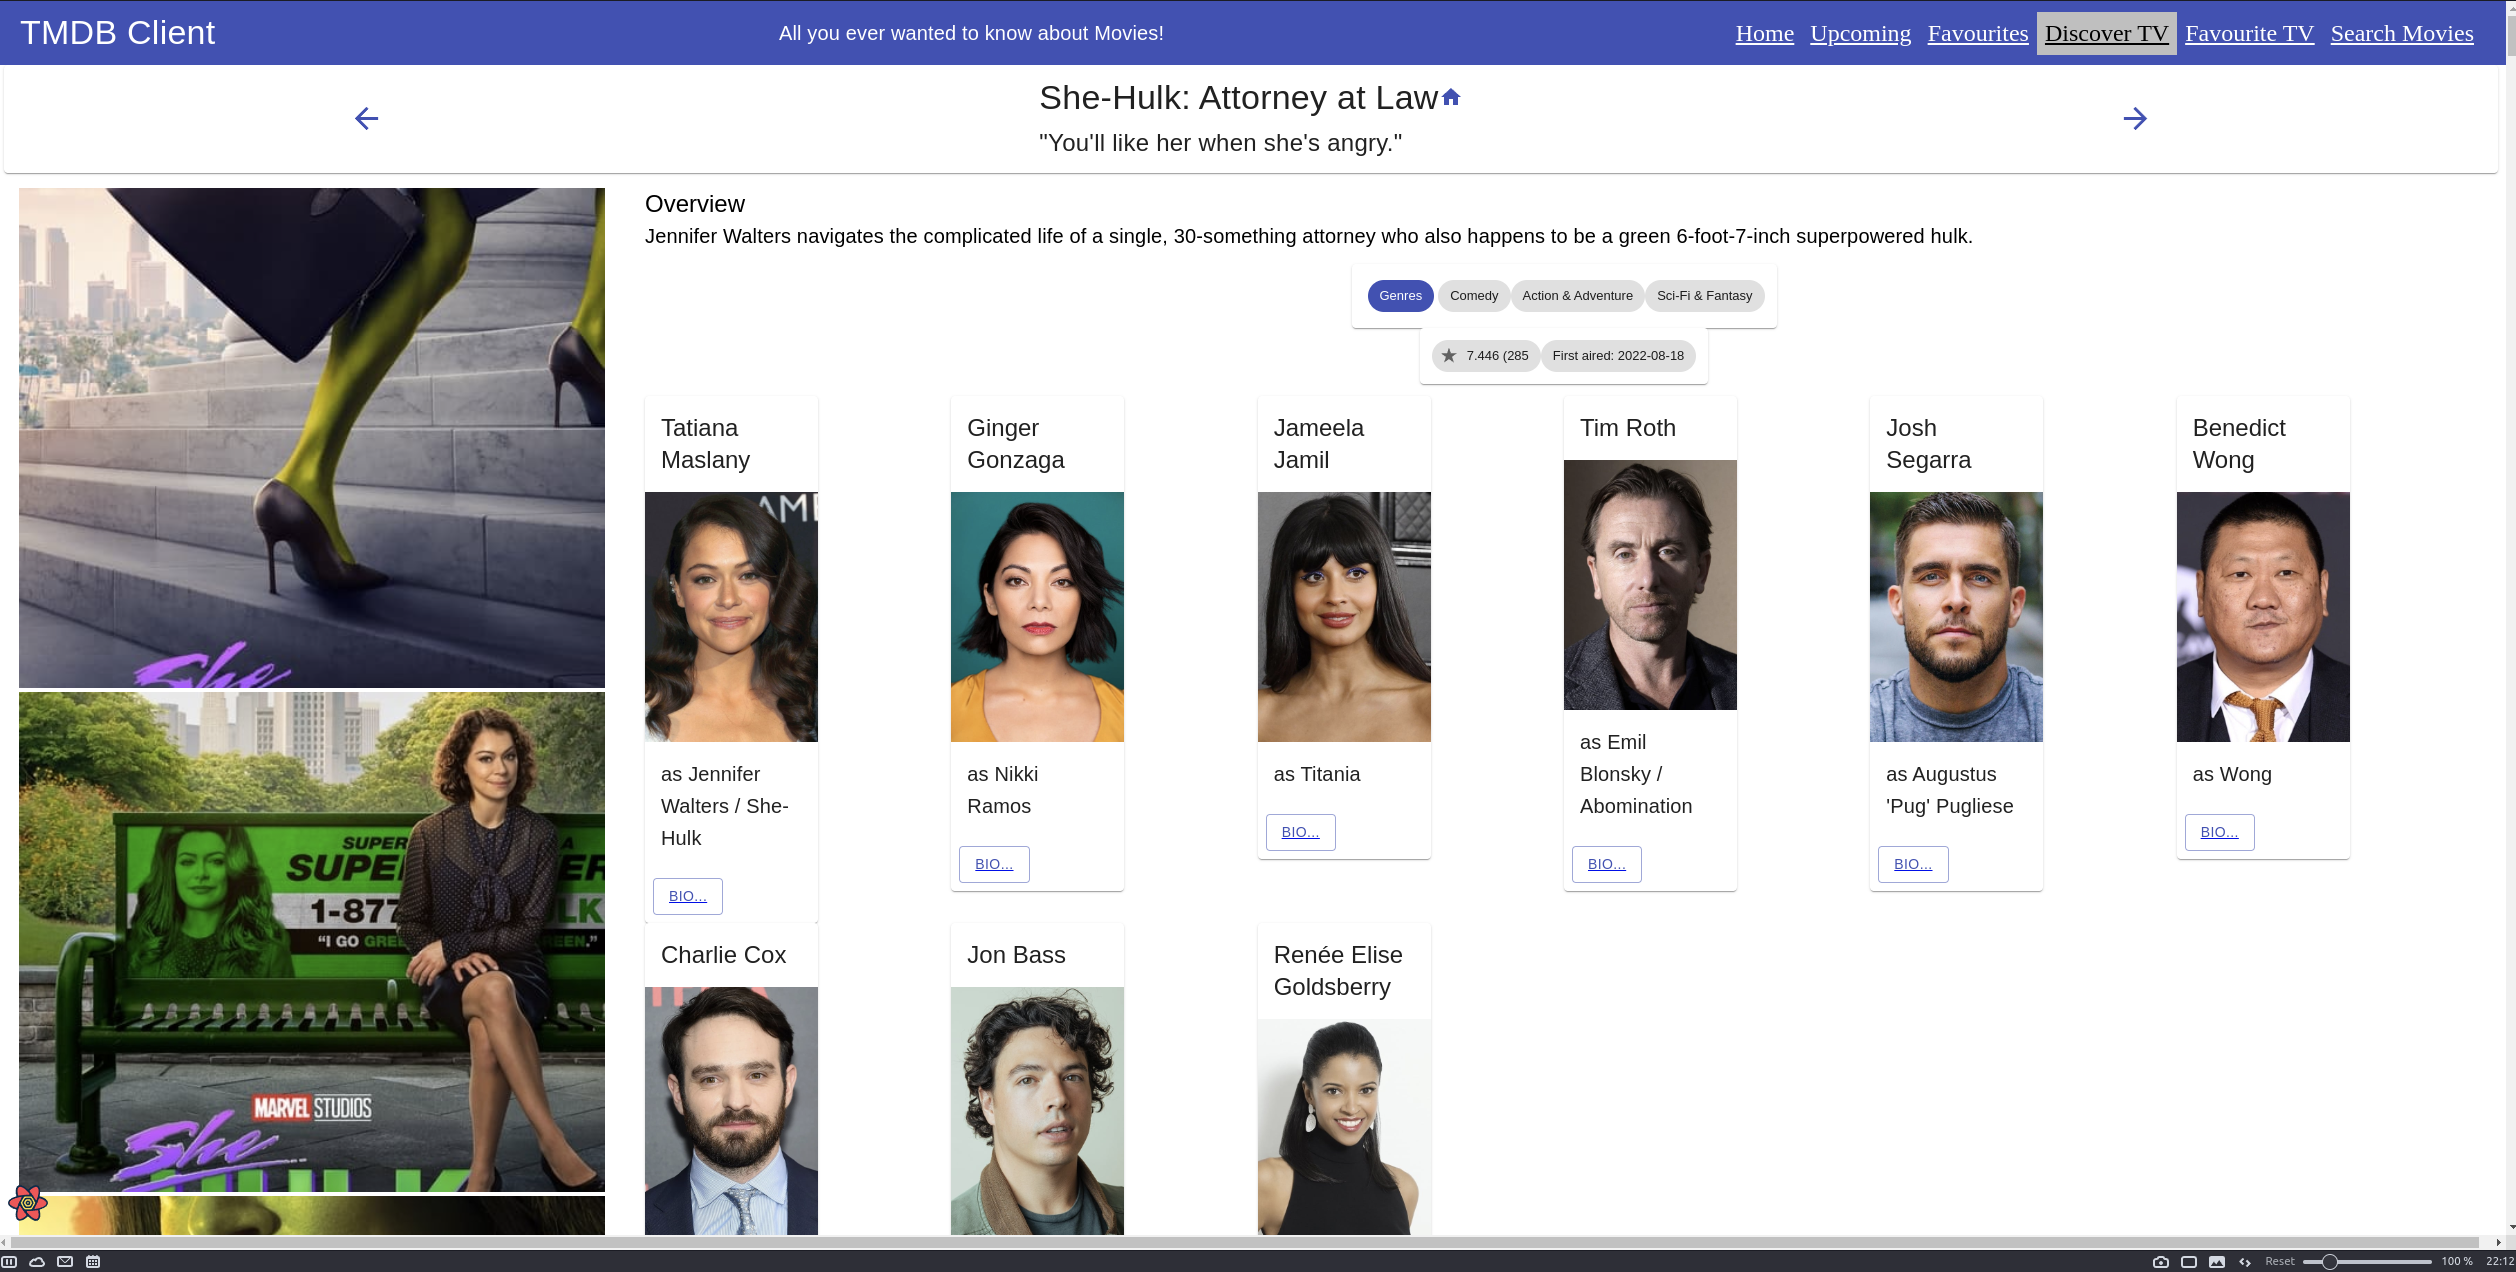 TMDB Client
All you ever wanted to know about Movies!
Home Upcoming Favourites Discover TV Favourite TV Search Movies
She-Hulk: Attorney at Law
"You'll like her when she's angry."
Overview
Jennifer Walters navigates the complicated life of a single, 30-something attorney who also happens to be a green 6-foot-7-inch superpowered hulk.
Genres Comedy Action & Adventure Sci-Fi & Fantasy
7.446 (285 First aired: 2022-08-18
She
Tatiana
Maslany
as Jennifer
Walters / She-
Hulk
BIO...
Ginger
Gonzaga
as Nikki
Ramos
BIO...
Jameela
Jamil
as Titania
BIO...
Tim Roth
as Emil
Blonsky /
Abomination
BIO...
Josh
Segarra
as Augustus
'Pug' Pugliese
BIO...
Benedict
Wong
as Wong
BIO...
SUPER A
SUPE ER
1-877 LK
"I GO GREE EEN."
MARVEL STUDIOS
She
HULK
Charlie Cox
Jon Bass
Renée Elise
Goldsberry
Reset 100 % 22:12